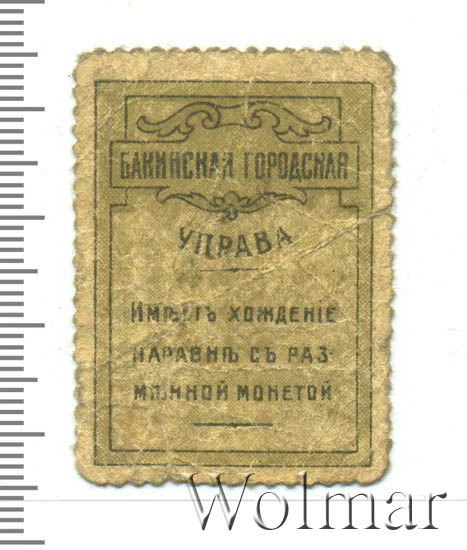 БАКИНСКАЯ ГОРОДСКАЯ
УПРАВА
ИМѢЕТЪ ХОЖДЕНІЕ
НАРАВНѢ СЪ РАЗ-
МѢННОЙ МОНЕТОЙ
Wolmar